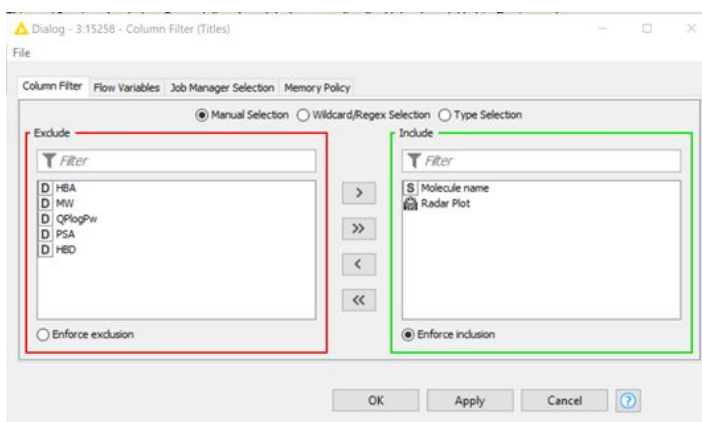 Dialog - 3:15258 - Column Filter (Titles)
File
Column Filter Flow Variables Job Manager Selection Memory Policy
Manual Selection Wildcard/Regex Selection Type Selection
Exclude Include
Filter Filter
D HBA S Molecule name
D MW Radar Plot
D QPlogPw
D PSA
D HBD
>
>>
<
<<
Enforce exclusion Enforce inclusion
OK Apply Cancel ?